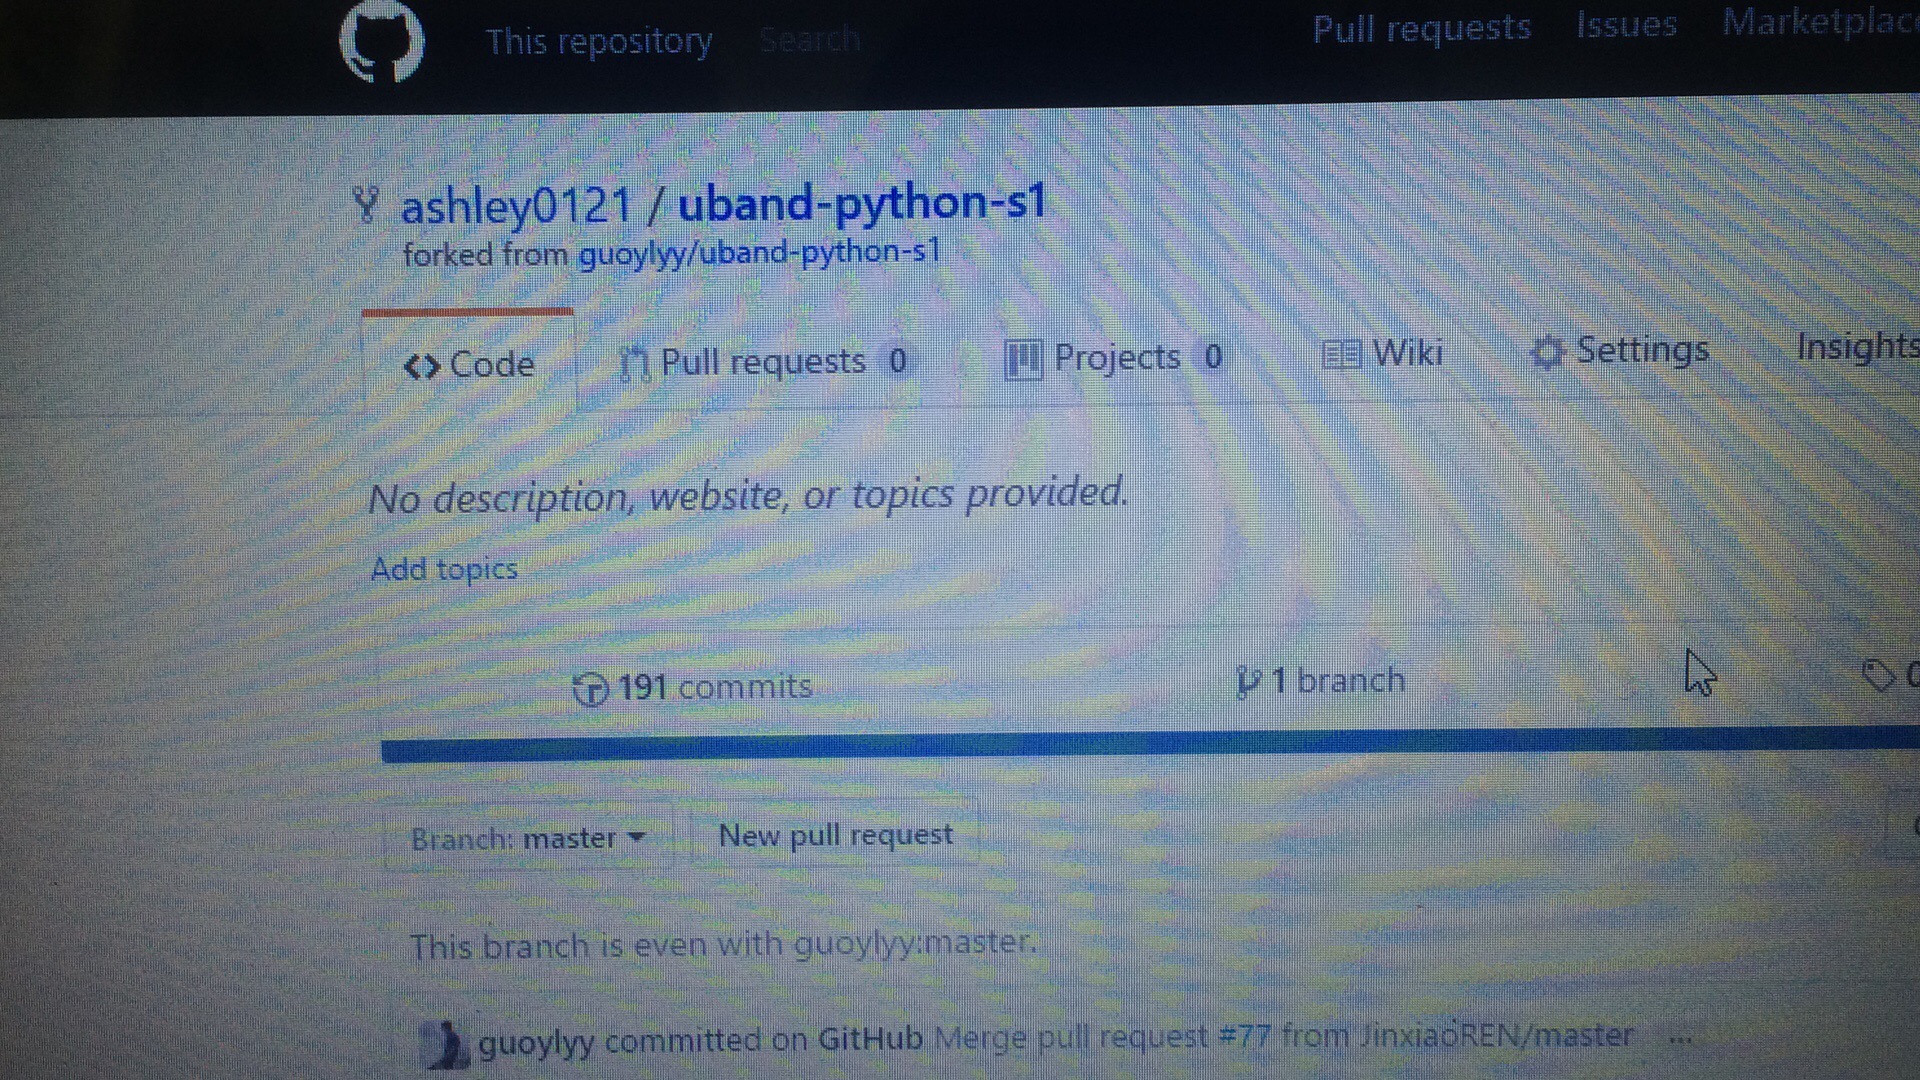 This repository Search Pull requests Issues Marketplace
ashley0121 / uband-python-s1
forked from guoylyy/uband-python-s1
Code Pull requests 0 Projects 0 Wiki Settings Insights
No description, website, or topics provided.
Add topics
191 commits 1 branch 0
Branch: master New pull request
This branch is even with guoylyy:master.
guoylyy committed on GitHub Merge pull request #77 from JinxiaoREN/master ...